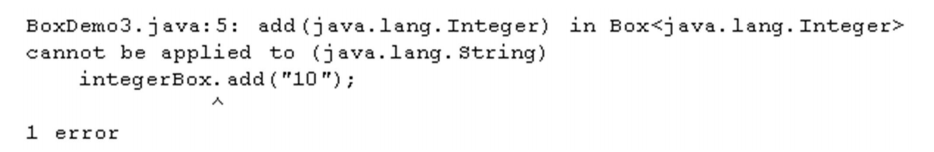 BoxDemo3.java:5: add(java.lang.Integer) in Box<java.lang.Integer>
cannot be applied to (java.lang.String)
    integerBox.add("10");
              ^
1 error